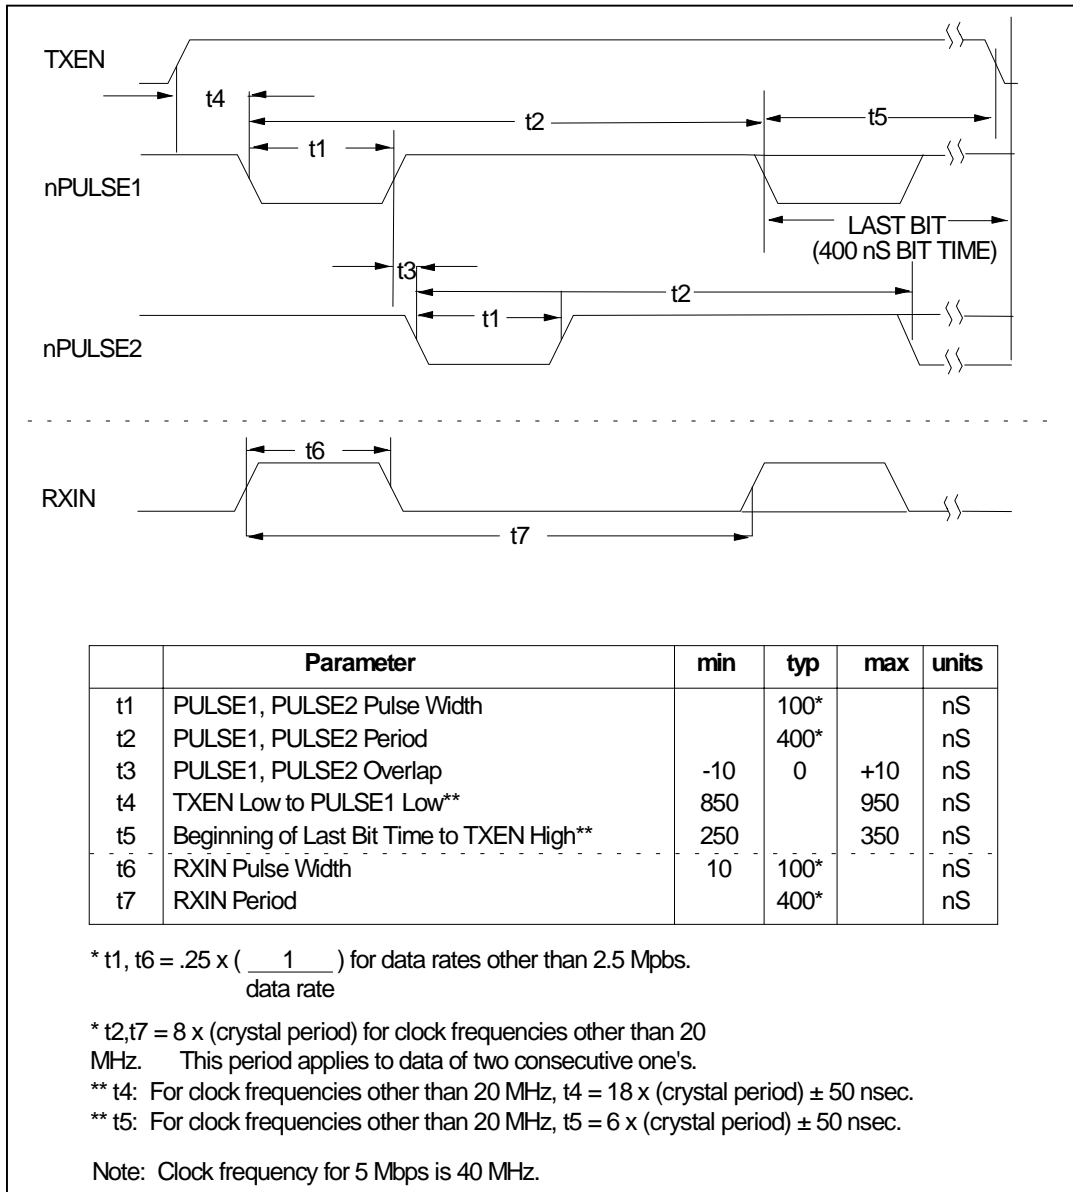 TXEN
t4
t2
t5
t1
nPULSE1
LAST BIT
(400 nS BIT TIME)
t3
t2
t1
nPULSE2
t6
RXIN
t7
Parameter min typ max units
t1 PULSE1, PULSE2 Pulse Width 100* nS
t2 PULSE1, PULSE2 Period 400* nS
t3 PULSE1, PULSE2 Overlap -10 0 +10 nS
t4 TXEN Low to PULSE1 Low** 850 950 nS
t5 Beginning of Last Bit Time to TXEN High** 250 350 nS
t6 RXIN Pulse Width 10 100* nS
t7 RXIN Period 400* nS
* t1, t6 = .25 x ( 1 ) for data rates other than 2.5 Mpbs.
data rate
* t2,t7 = 8 x (crystal period) for clock frequencies other than 20
MHz. This period applies to data of two consecutive one's.
** t4: For clock frequencies other than 20 MHz, t4 = 18 x (crystal period) ± 50 nsec.
** t5: For clock frequencies other than 20 MHz, t5 = 6 x (crystal period) ± 50 nsec.
Note: Clock frequency for 5 Mbps is 40 MHz.